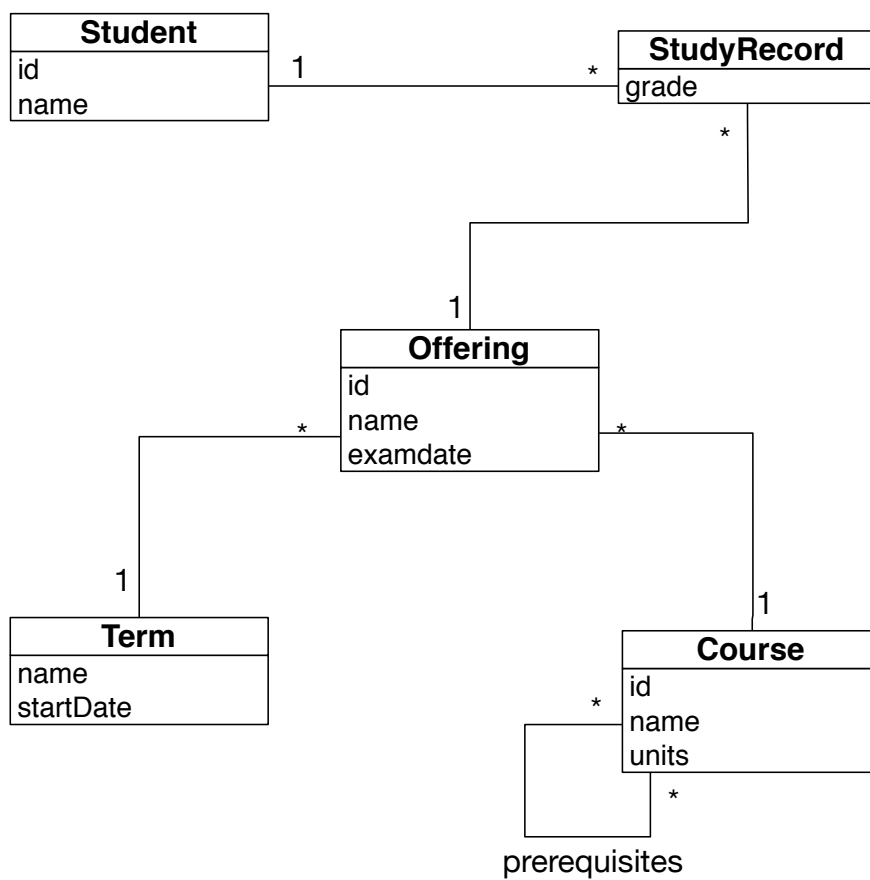 Student
id
name
1
*
StudyRecord
grade
*
1
Offering
id
name
examdate
*
*
1
Term
name
startDate
1
Course
id
name
units
*
*
prerequisites